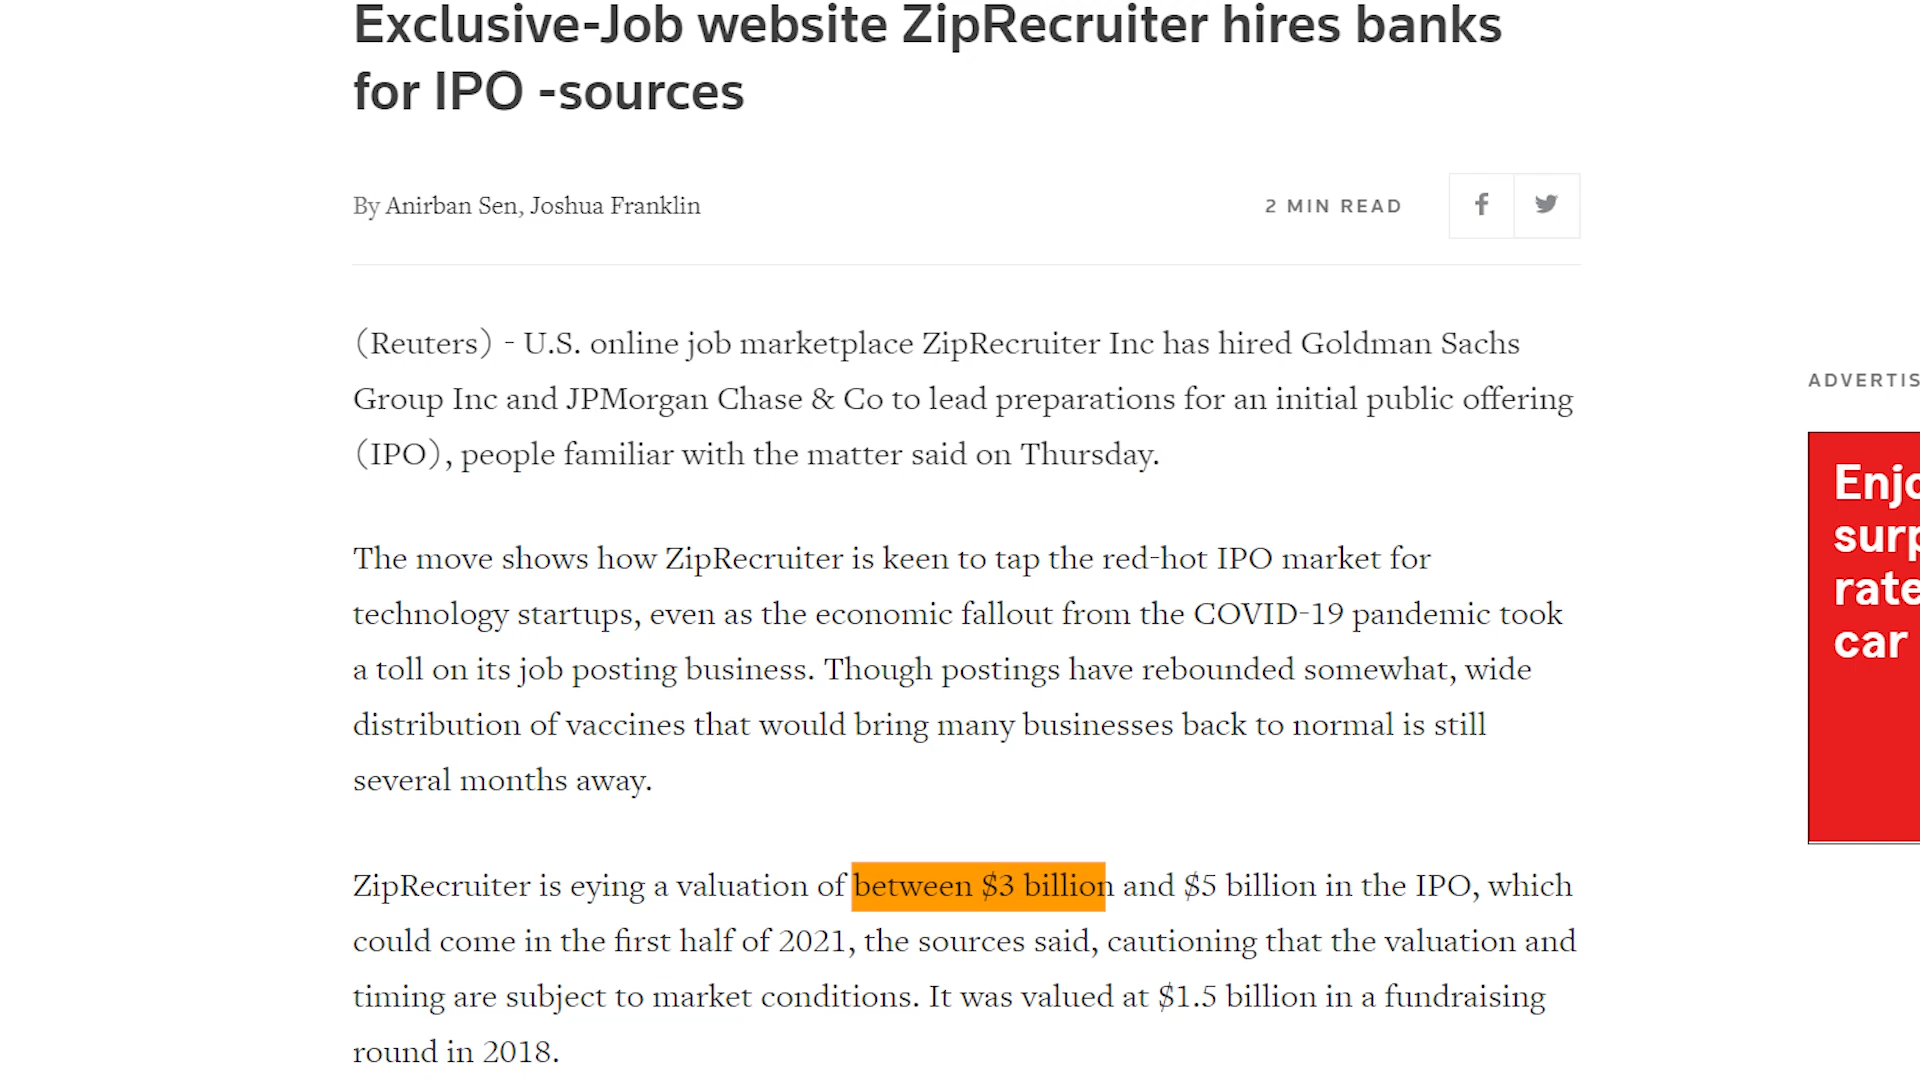 Exclusive-Job website ZipRecruiter hires banks
for IPO -sources
By Anirban Sen, Joshua Franklin
2 MIN READ
(Reuters) - U.S. online job marketplace ZipRecruiter Inc has hired Goldman Sachs
Group Inc and JPMorgan Chase & Co to lead preparations for an initial public offering
(IPO), people familiar with the matter said on Thursday.
The move shows how ZipRecruiter is keen to tap the red-hot IPO market for
technology startups, even as the economic fallout from the COVID-19 pandemic took
a toll on its job posting business. Though postings have rebounded somewhat, wide
distribution of vaccines that would bring many businesses back to normal is still
several months away.
ZipRecruiter is eying a valuation of between $3 billion and $5 billion in the IPO, which
could come in the first half of 2021, the sources said, cautioning that the valuation and
timing are subject to market conditions. It was valued at $1.5 billion in a fundraising
round in 2018.
ADVERTIS
Enjo
surp
rate
car